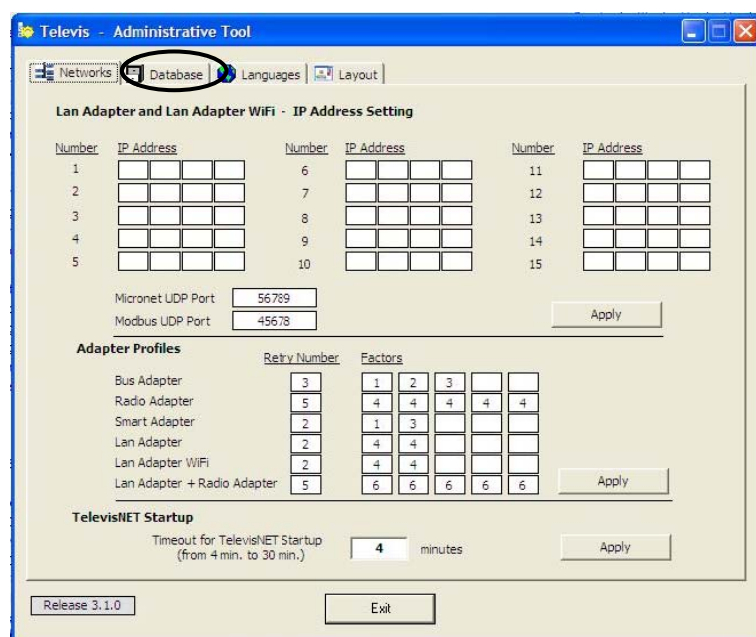 Televis - Administrative Tool
Networks Database Languages Layout
Lan Adapter and Lan Adapter WiFi - IP Address Setting
Number IP Address Number IP Address Number IP Address
1 6 11
2 7 12
3 8 13
4 9 14
5 10 15
Micronet UDP Port 56789
Modbus UDP Port 45678
Apply
Adapter Profiles
Retry Number Factors
Bus Adapter 3 1 2 3
Radio Adapter 5 4 4 4 4 4
Smart Adapter 2 1 3
Lan Adapter 2 4 4
Lan Adapter WiFi 2 4 4
Lan Adapter + Radio Adapter 5 6 6 6 6 6
Apply
TelevisNET Startup
Timeout for TelevisNET Startup
(from 4 min. to 30 min.)
4 minutes
Apply
Release 3.1.0
Exit